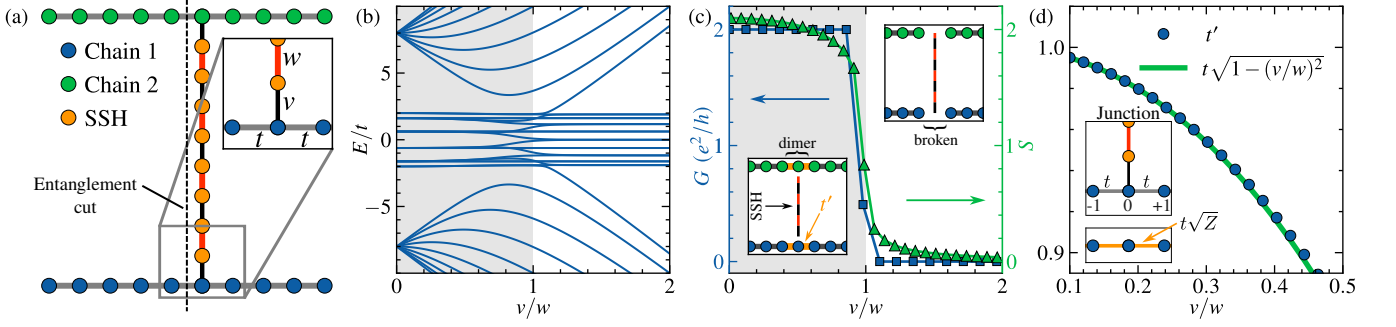 (a)
Chain 1
Chain 2
SSH
w
v
t t
Entanglement
cut
(b)
E/t
5
0
−5
0 1 2
v/w
(c)
G (e²/h)
2
1
0
dimer
SSH
t′
broken
2
1
0
S
0 1 2
v/w
(d)
1.0
0.9
t′
t√1 − (v/w)²
Junction
t t
-1 0 +1
t√Z
0.1 0.2 0.3 0.4 0.5
v/w